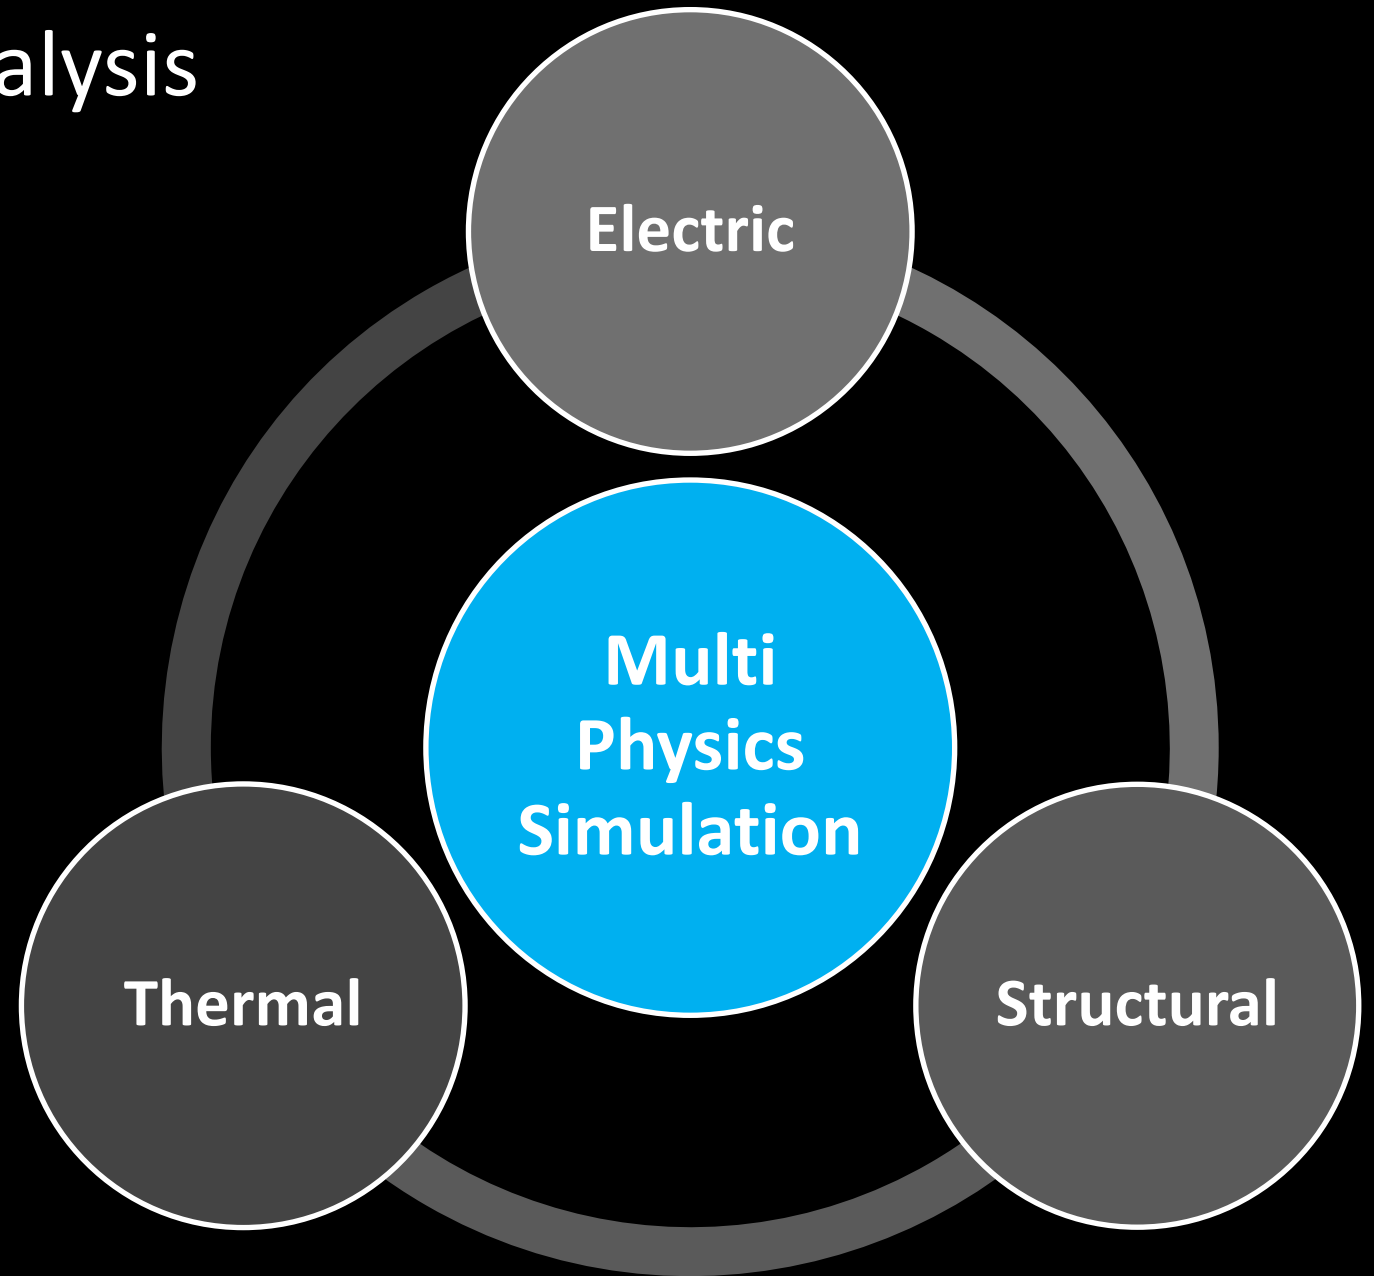 alysis
Electric
Multi
Physics
Simulation
Thermal
Structural